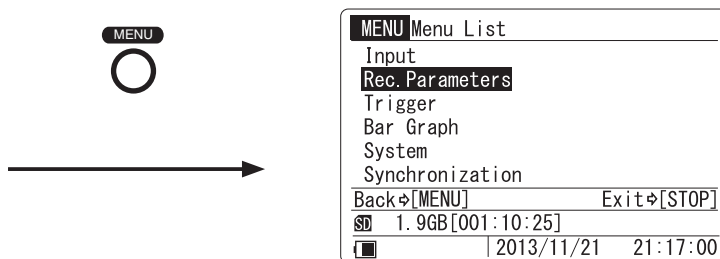 MENU
MENU Menu List
Input
Rec.Parameters
Trigger
Bar Graph
System
Synchronization
Back⇨[MENU] Exit⇨[STOP]
SD 1.9GB[001:10:25]
2013/11/21 21:17:00